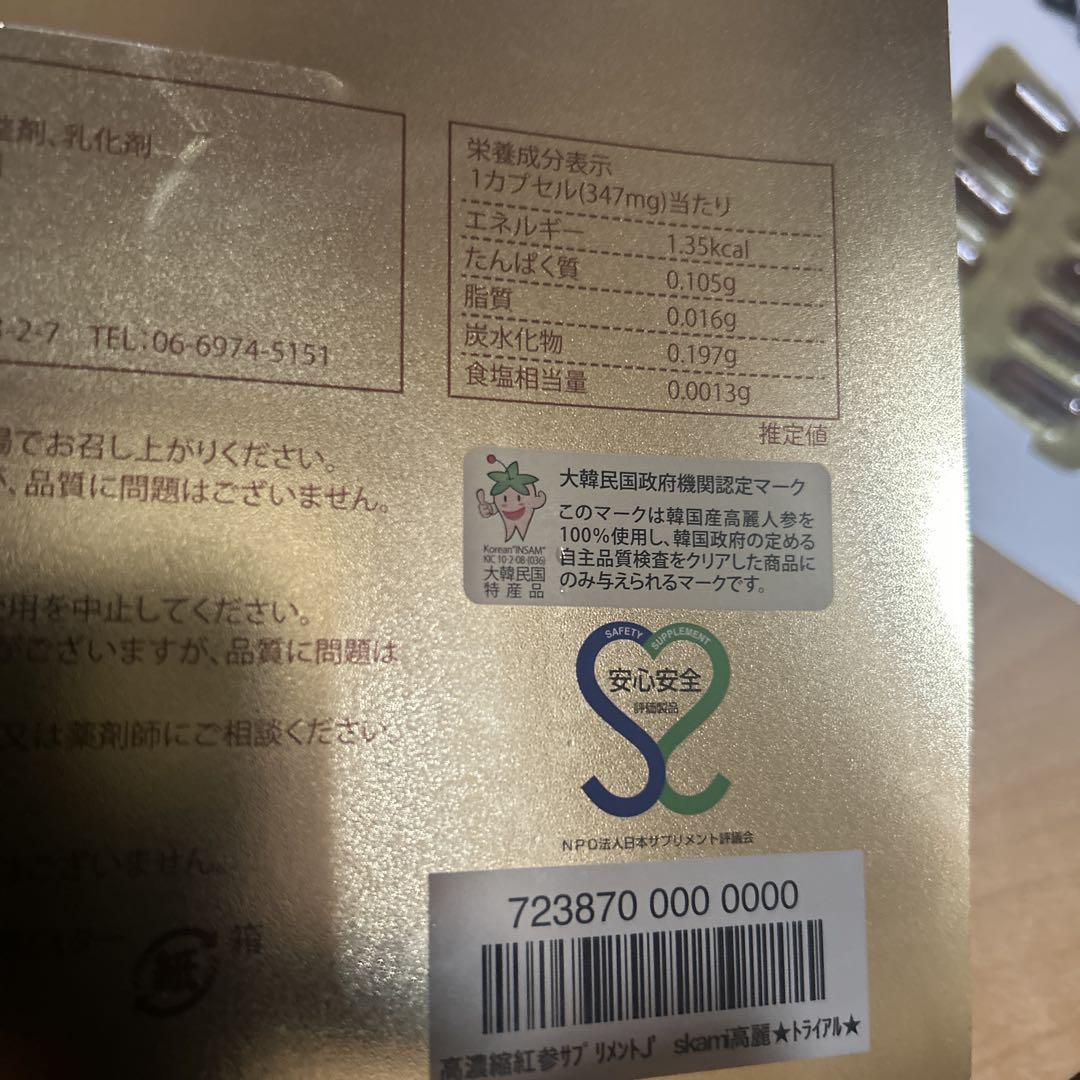 整剤、乳化剤
3-2-7 TEL:06-6974-5151
場でお召し上がりください。
、品質に問題はございません。
用を中止してください。
がございますが、品質に問題は
又は薬剤師にご相談ください。
ございません。
紙 箱
栄養成分表示
1カプセル(347mg)当たり
エネルギー 1.35kcal
たんぱく質 0.105g
脂質 0.016g
炭水化物 0.197g
食塩相当量 0.0013g
推定値
Korean"INSAM"
KIC 10-2-08-(036)
大韓民国
特産品
大韓民国政府機関認定マーク
このマークは韓国産高麗人参を
100%使用し、韓国政府の定める
自主品質検査をクリアした商品に
のみ与えられるマークです。
SAFETY SUPPLEMENT
安心安全
評価製品
NPO法人日本サプリメント評議会
723870 000 0000
高濃縮紅参サプリメントJ' skami高麗★トライアル★